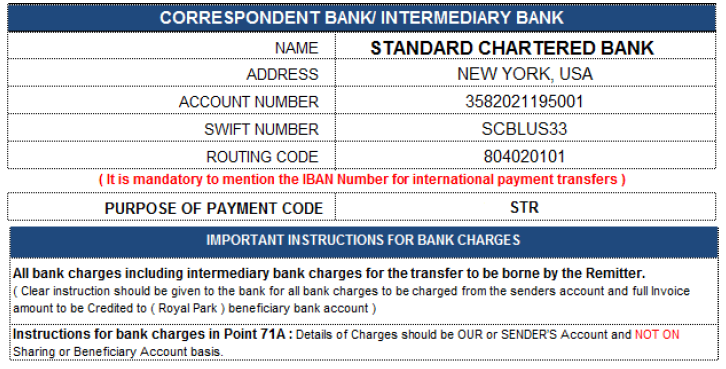 CORRESPONDENT BANK/ INTERMEDIARY BANK
NAME STANDARD CHARTERED BANK
ADDRESS NEW YORK, USA
ACCOUNT NUMBER 3582021195001
SWIFT NUMBER SCBLUS33
ROUTING CODE 804020101
( It is mandatory to mention the IBAN Number for international payment transfers )
PURPOSE OF PAYMENT CODE STR
IMPORTANT INSTRUCTIONS FOR BANK CHARGES
All bank charges including intermediary bank charges for the transfer to be borne by the Remitter.
( Clear instruction should be given to the bank for all bank charges to be charged from the senders account and full Invoice
amount to be Credited to ( Royal Park ) beneficiary bank account )
Instructions for bank charges in Point 71A : Details of Charges should be OUR or SENDER'S Account and NOT ON
Sharing or Beneficiary Account basis.